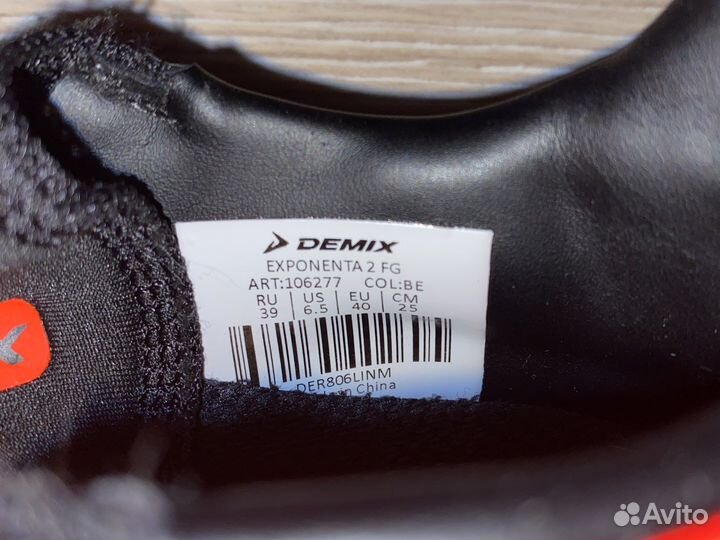 DEMIX
EXPONENTA 2 FG
ART:106277 COL:BE
RU US EU CM
39 6.5 40 25
DER806LINM
in China
Avito